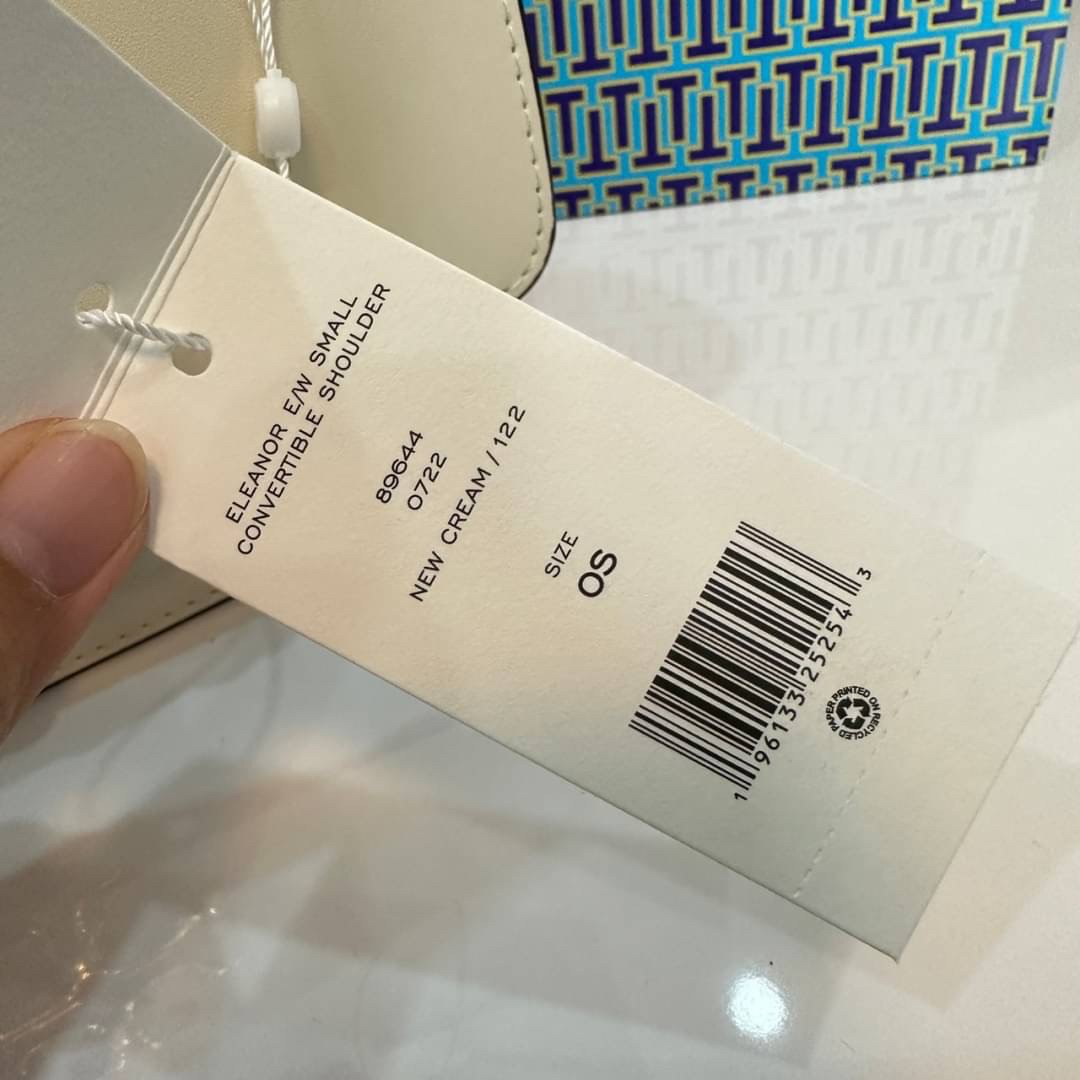 ELEANOR E/W SMALL
CONVERTIBLE SHOULDER
89644
0722
NEW CREAM / 122
SIZE
OS
1 96133 25254 3
PAPER PRINTED ON RECYCLED